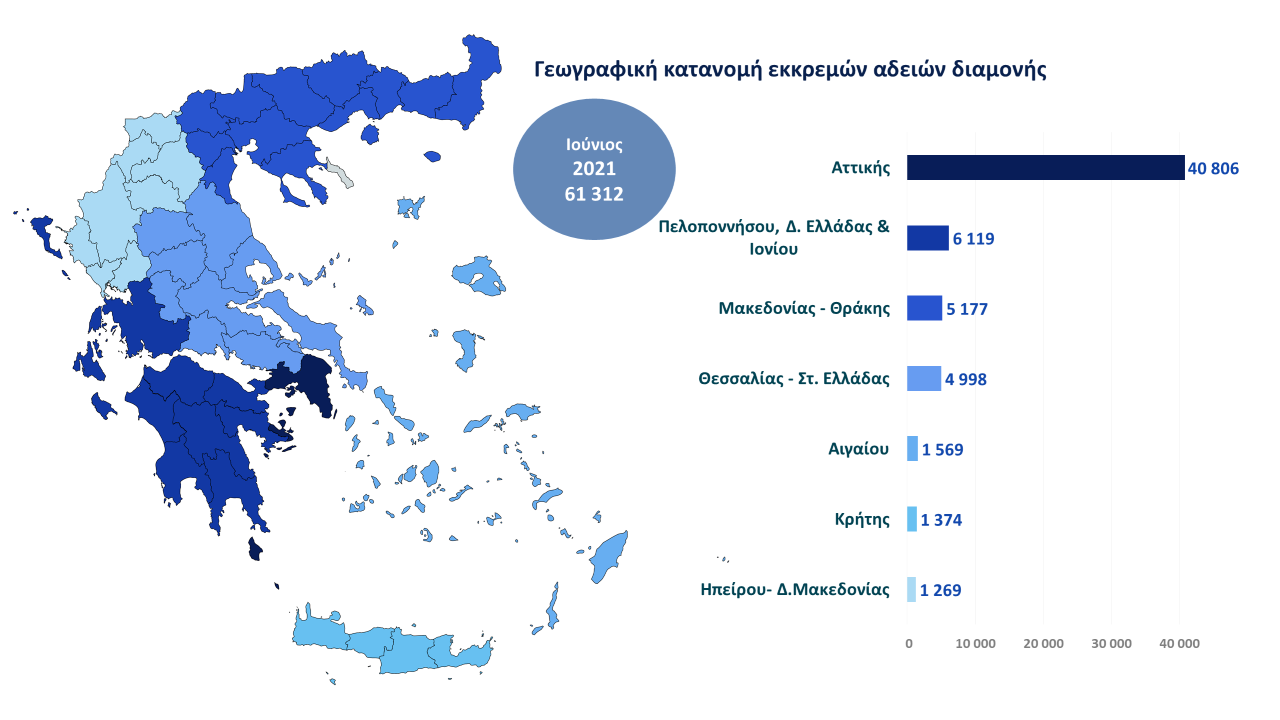 Γεωγραφική κατανομή εκκρεμών αδειών διαμονής
Ιούνιος
2021
61 312
Αττικής
40 806
Πελοποννήσου, Δ. Ελλάδας &
Ιονίου
6 119
Μακεδονίας - Θράκης
5 177
Θεσσαλίας - Στ. Ελλάδας
4 998
Αιγαίου
1 569
Κρήτης
1 374
Ηπείρου- Δ.Μακεδονίας
1 269
0
10 000
20 000
30 000
40 000